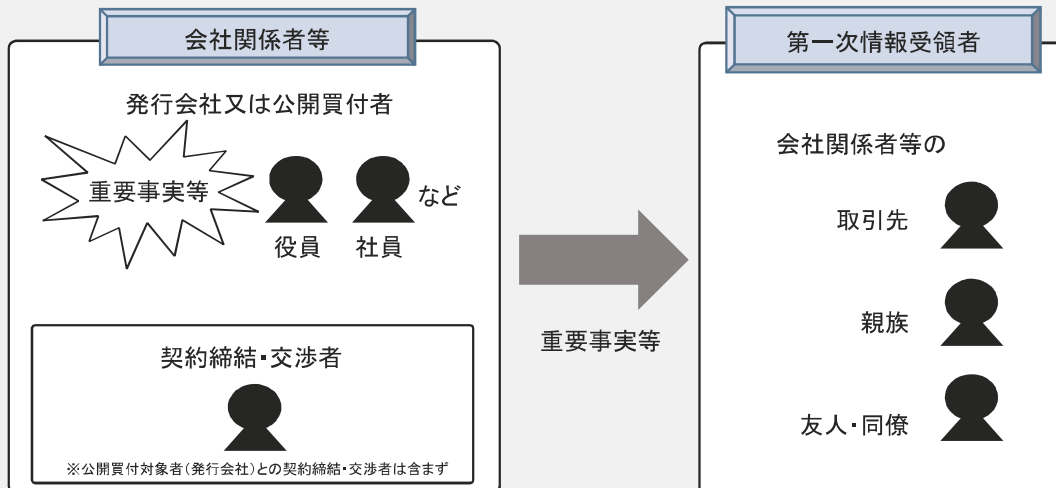 会社関係者等
発行会社又は公開買付者
重要事実等
など
役員 社員
契約締結・交渉者
※公開買付対象者(発行会社)との契約締結・交渉者は含まず
重要事実等
第一次情報受領者
会社関係者等の
取引先
親族
友人・同僚